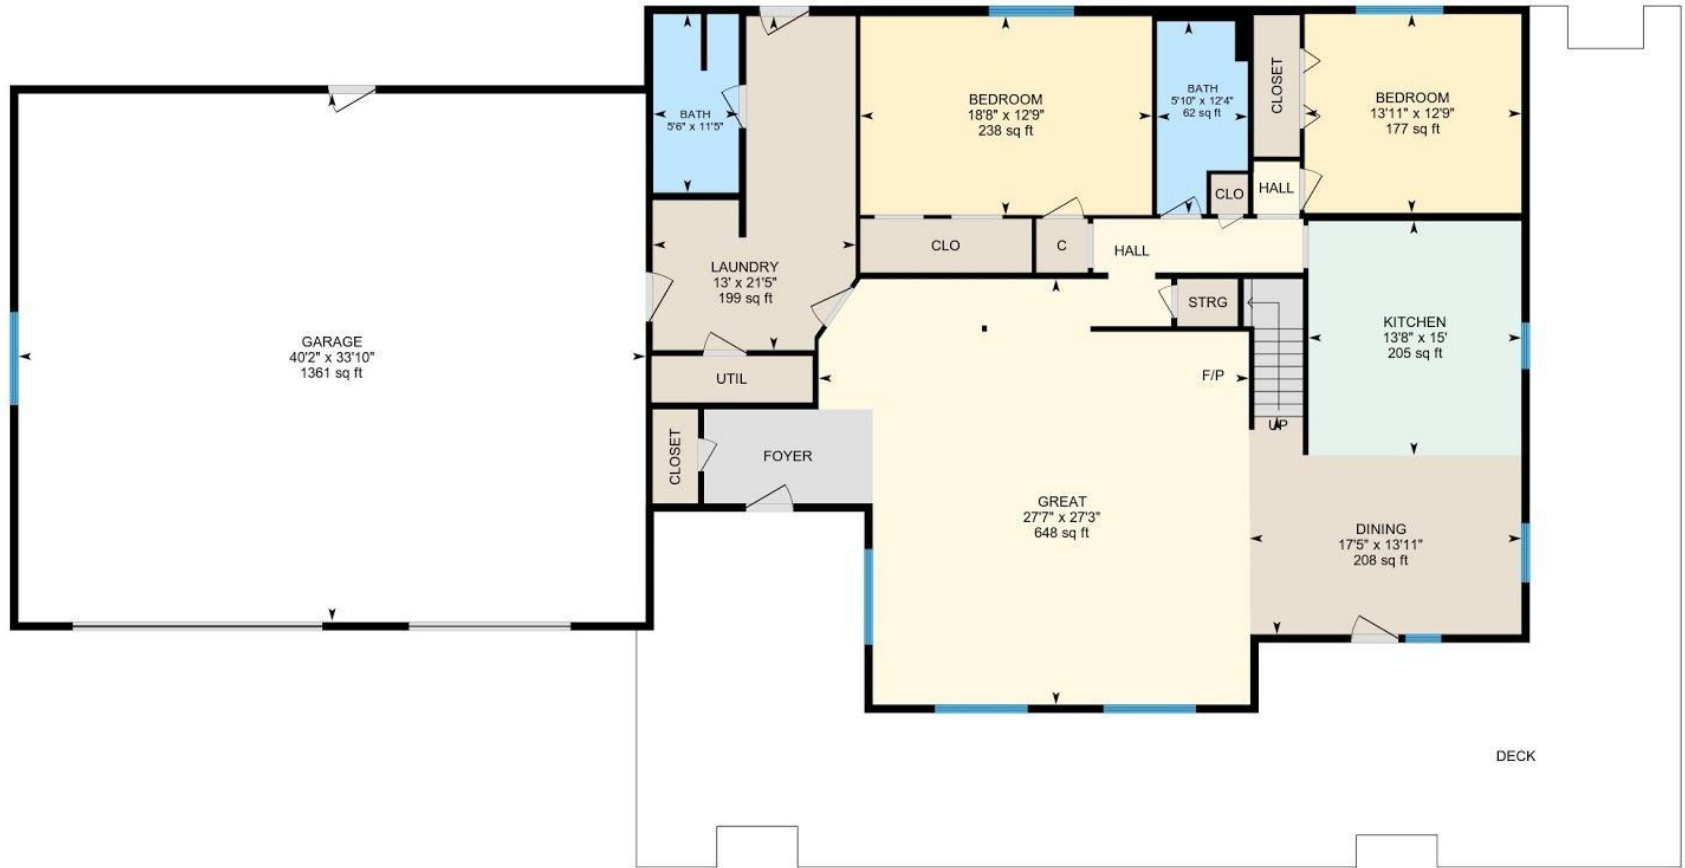 BATH
5'6" x 11'5"
BEDROOM
18'8" x 12'9"
238 sq ft
BATH
5'10" x 12'4"
62 sq ft
CLOSET
BEDROOM
13'11" x 12'9"
177 sq ft
CLO
HALL
CLO
C
HALL
LAUNDRY
13' x 21'5"
199 sq ft
STRG
GARAGE
40'2" x 33'10"
1361 sq ft
KITCHEN
13'8" x 15'
205 sq ft
UTIL
F/P
UP
CLOSET
FOYER
GREAT
27'7" x 27'3"
648 sq ft
DINING
17'5" x 13'11"
208 sq ft
DECK